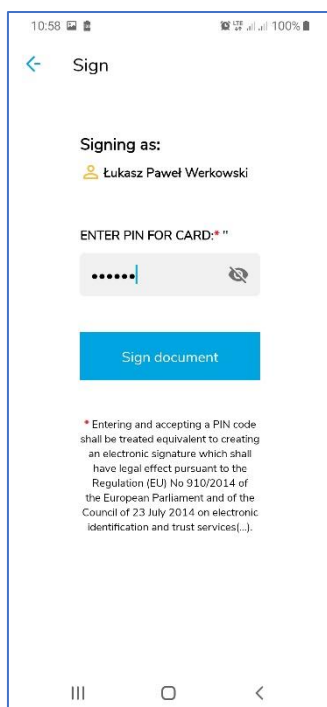 10:58 LTE 100%
Sign
Signing as:
Łukasz Paweł Werkowski
ENTER PIN FOR CARD:* "
••••••
Sign document
* Entering and accepting a PIN code
shall be treated equivalent to creating
an electronic signature which shall
have legal effect pursuant to the
Regulation (EU) No 910/2014 of
the European Parliament and of the
Council of 23 July 2014 on electronic
identification and trust services(...).